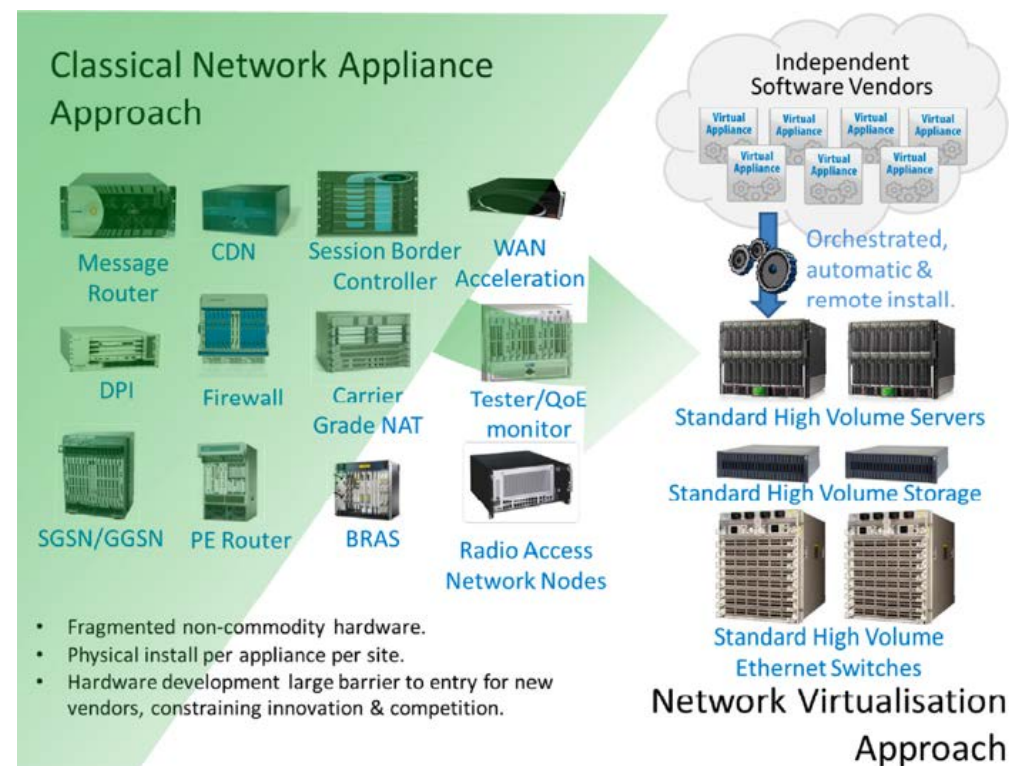 Classical Network Appliance
Approach
Message
Router
CDN
Session Border
Controller
WAN
Acceleration
DPI
Firewall
Carrier
Grade NAT
Tester/QoE
monitor
SGSN/GGSN
PE Router
BRAS
Radio Access
Network Nodes
• Fragmented non-commodity hardware.
• Physical install per appliance per site.
• Hardware development large barrier to entry for new
vendors, constraining innovation & competition.
Independent
Software Vendors
Virtual
Appliance
Virtual
Appliance
Virtual
Appliance
Virtual
Appliance
Virtual
Appliance
Virtual
Appliance
Virtual
Appliance
Orchestrated,
automatic &
remote install.
Standard High Volume Servers
Standard High Volume Storage
Standard High Volume
Ethernet Switches
Network Virtualisation
Approach